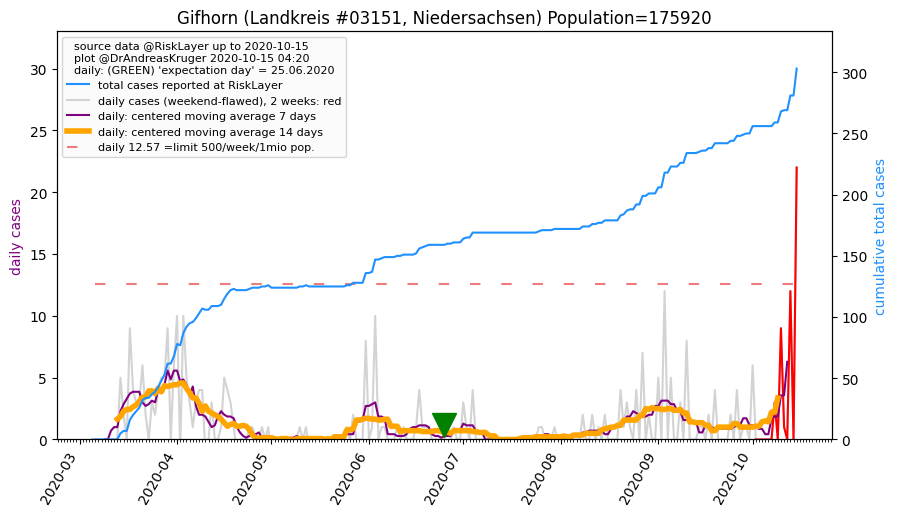 Gifhorn (Landkreis #03151, Niedersachsen) Population=175920
source data @RiskLayer up to 2020-10-15
plot @DrAndreasKruger 2020-10-15 04:20
daily: (GREEN) 'expectation day' = 25.06.2020
total cases reported at RiskLayer
daily cases (weekend-flawed), 2 weeks: red
daily: centered moving average 7 days
daily: centered moving average 14 days
daily 12.57 =limit 500/week/1mio pop.
daily cases
30
25
20
15
10
5
0
300
250
200
150
100
50
0
cumulative total cases
2020-03
2020-04
2020-05
2020-06
2020-07
2020-08
2020-09
2020-10